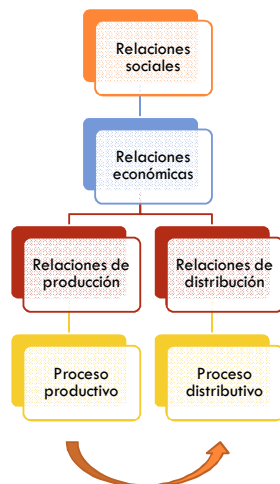 Relaciones
sociales
Relaciones
económicas
Relaciones de
producción
Relaciones de
distribución
Proceso
productivo
Proceso
distributivo